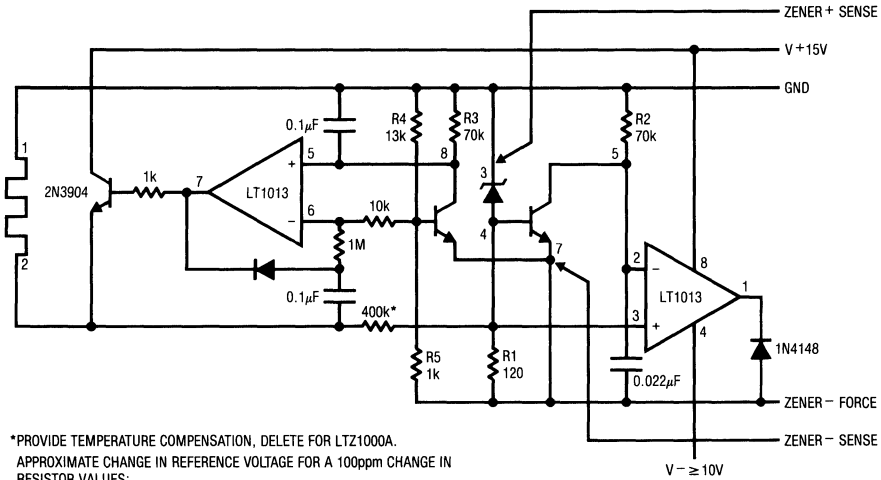 ZENER + SENSE
V+15V
GND
R4
13k
R3
70k
R2
70k
0.1µF
1
5
8
3
5
+
2N3904
1k
7
LT1013
6
−
10k
4
7
1M
2
0.1µF
400k*
2
−
8
LT1013
1
3
+
4
R5
1k
R1
120
0.022µF
1N4148
ZENER − FORCE
ZENER − SENSE
V− ≥ 10V
*PROVIDE TEMPERATURE COMPENSATION, DELETE FOR LTZ1000A.
APPROXIMATE CHANGE IN REFERENCE VOLTAGE FOR A 100ppm CHANGE IN
RESISTOR VALUES: